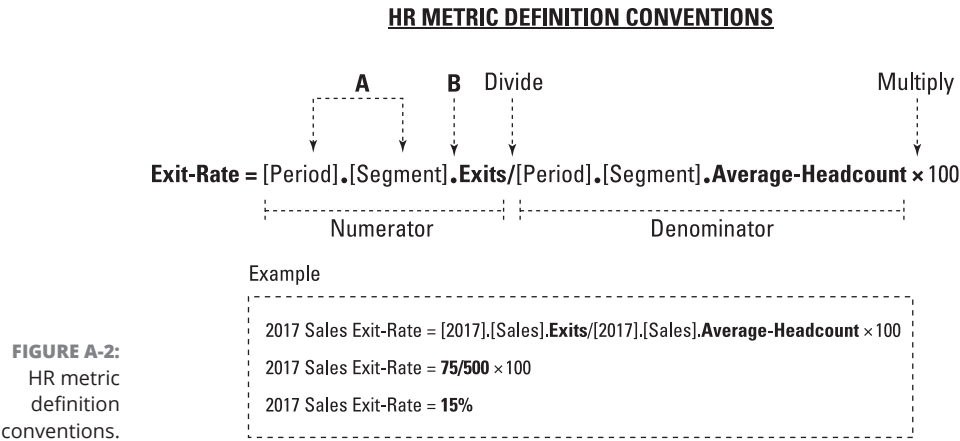 HR METRIC DEFINITION CONVENTIONS
A B Divide Multiply
Exit-Rate = [Period].[Segment].Exits/[Period].[Segment].Average-Headcount × 100
Numerator Denominator
Example
2017 Sales Exit-Rate = [2017].[Sales].Exits/[2017].[Sales].Average-Headcount × 100
2017 Sales Exit-Rate = 75/500 × 100
2017 Sales Exit-Rate = 15%
FIGURE A-2:
HR metric
definition
conventions.